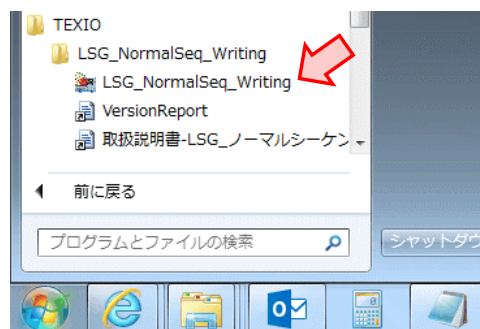 TEXIO
LSG_NormalSeq_Writing
LSG_NormalSeq_Writing
VersionReport
取扱説明書-LSG_ノーマルシーケン
前に戻る
プログラムとファイルの検索
シャットダウ